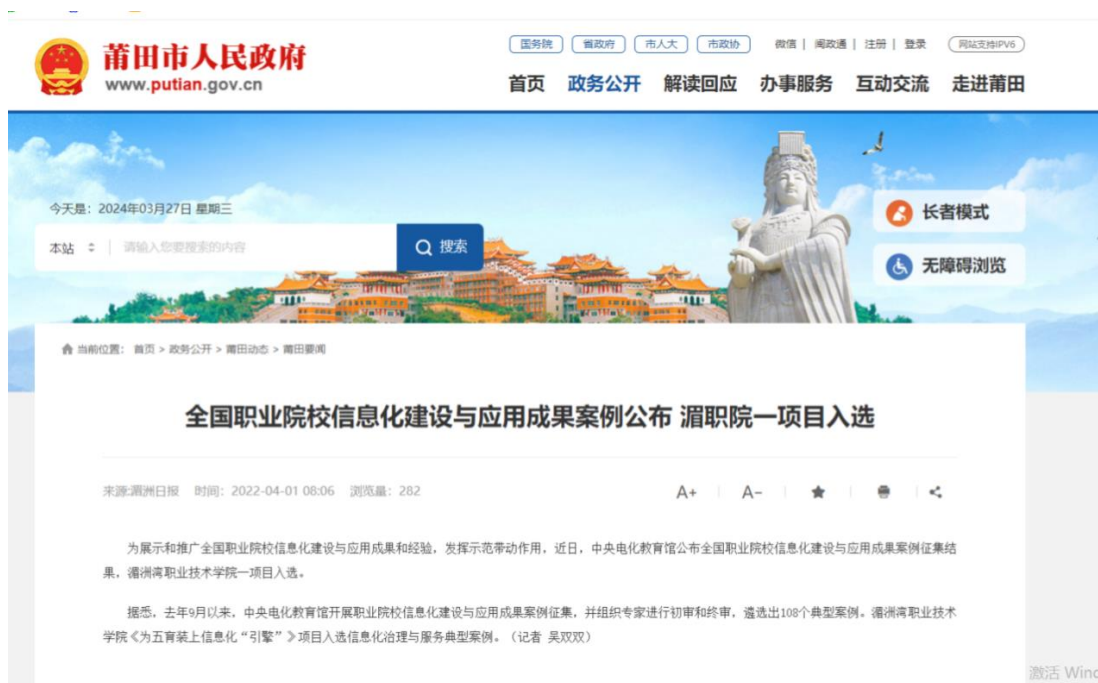 莆田市人民政府
www.putian.gov.cn
国务院 省政府 市人大 市政协 微信 | 闽政通 | 注册 | 登录 网站支持IPV6
首页 政务公开 解读回应 办事服务 互动交流 走进莆田
今天是: 2024年03月27日 星期三
本站 请输入您要搜索的内容 搜索
长者模式
无障碍浏览
当前位置: 首页 > 政务公开 > 莆田动态 > 莆田要闻
全国职业院校信息化建设与应用成果案例公布 湄职院一项目入选
来源:湄洲日报 时间: 2022-04-01 08:06 浏览量: 282 A+ A-
为展示和推广全国职业院校信息化建设与应用成果和经验，发挥示范带动作用，近日，中央电化教育馆公布全国职业院校信息化建设与应用成果案例征集结
果，湄洲湾职业技术学院一项目入选。
据悉，去年9月以来，中央电化教育馆开展职业院校信息化建设与应用成果案例征集，并组织专家进行初审和终审，遴选出108个典型案例。湄洲湾职业技术
学院《为五育装上信息化“引擎”》项目入选信息化治理与服务典型案例。（记者 吴双双）
激活 Wind